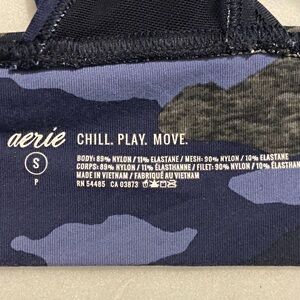 aerie CHILL. PLAY. MOVE.
S
P
BODY: 89% NYLON / 11% ELASTANE / MESH: 90% NYLON / 10% ELASTANE
CORPS: 89% NYLON / 11% ÉLASTHANNE / FILET: 90% NYLON / 10% ÉLASTHANNE
MADE IN VIETNAM / FABRIQUÉ AU VIETNAM
RN 54485 CA 03873